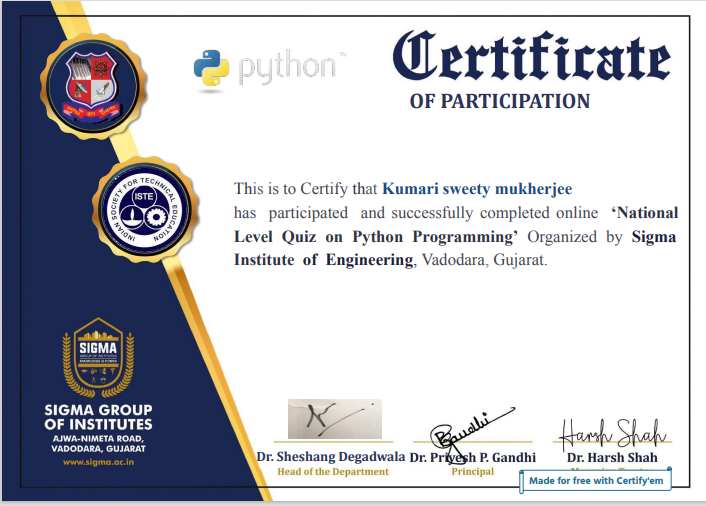 python
Certificate
OF PARTICIPATION
INDIAN SOCIETY FOR TECHNICAL EDUCATION
ISTE
This is to Certify that Kumari sweety mukherjee
has participated and successfully completed online ‘National
Level Quiz on Python Programming’ Organized by Sigma
Institute of Engineering, Vadodara, Gujarat.
SIGMA
GROUP OF INSTITUTES
KNOWLEDGE IS POWER
SIGMA GROUP
OF INSTITUTES
AJWA-NIMETA ROAD,
VADODARA, GUJARAT
www.sigma.ac.in
Harsh Shah
Dr. Sheshang Degadwala
Head of the Department
Dr. Priyesh P. Gandhi
Principal
Dr. Harsh Shah
Made for free with Certify'em